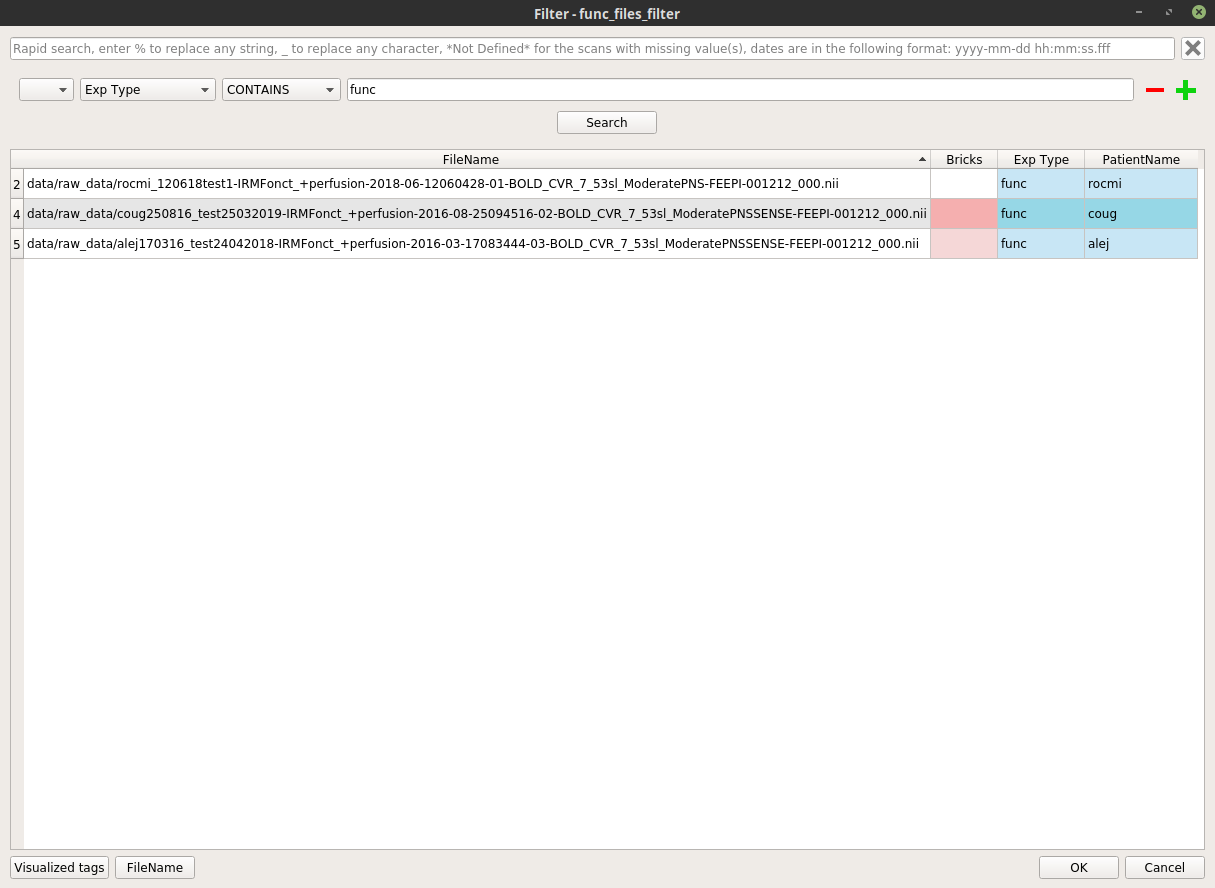 Filter - func_files_filter
Rapid search, enter % to replace any string, _ to replace any character, *Not Defined* for the scans with missing value(s), dates are in the following format: yyyy-mm-dd hh:mm:ss.fff
Exp Type CONTAINS func
Search
FileName Bricks Exp Type PatientName
2 data/raw_data/rocmi_120618test1-IRMFonct_+perfusion-2018-06-12060428-01-BOLD_CVR_7_53sl_ModeratePNS-FEEPI-001212_000.nii func rocmi
4 data/raw_data/coug250816_test25032019-IRMFonct_+perfusion-2016-08-25094516-02-BOLD_CVR_7_53sl_ModeratePNSSENSE-FEEPI-001212_000.nii func coug
5 data/raw_data/alej170316_test24042018-IRMFonct_+perfusion-2016-03-17083444-03-BOLD_CVR_7_53sl_ModeratePNSSENSE-FEEPI-001212_000.nii func alej
Visualized tags FileName OK Cancel